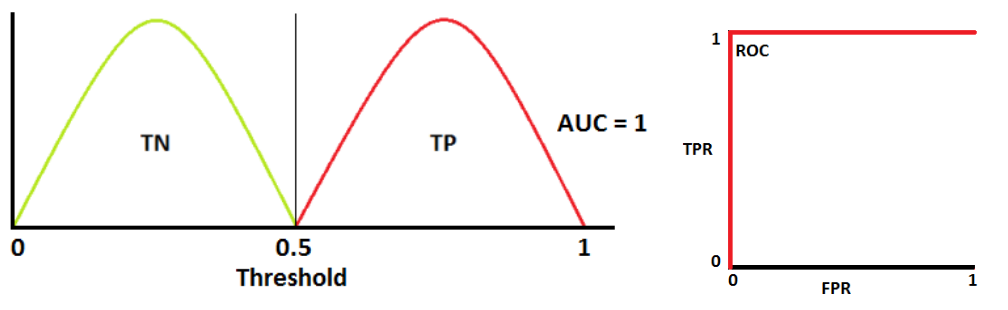 TN
TP
AUC = 1
0
0.5
1
Threshold
1
ROC
TPR
0
0
1
FPR